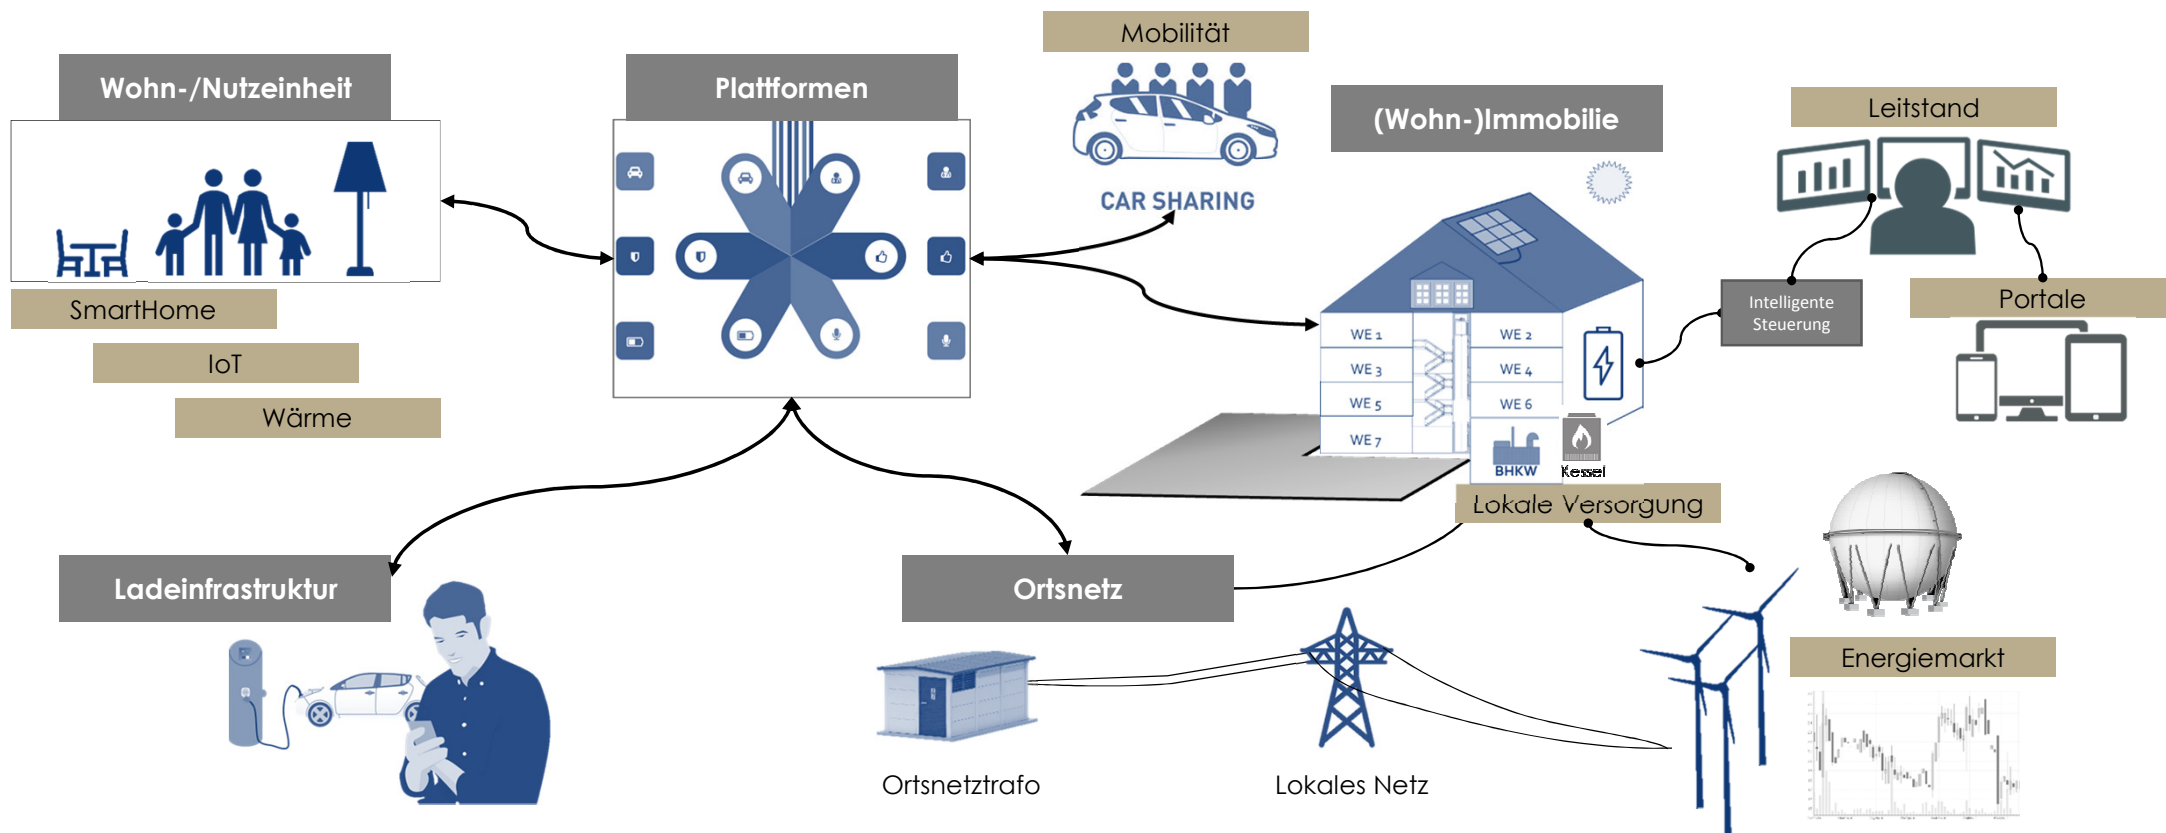 Mobilität
Wohn-/Nutzeinheit
Plattformen
(Wohn-)Immobilie
Leitstand
CAR SHARING
SmartHome
IoT
Wärme
Intelligente
Steuerung
Portale
WE 1
WE 2
WE 3
WE 4
WE 5
WE 6
WE 7
BHKW
Kessel
Lokale Versorgung
Ladeinfrastruktur
Ortsnetz
Energiemarkt
Ortsnetztrafo
Lokales Netz